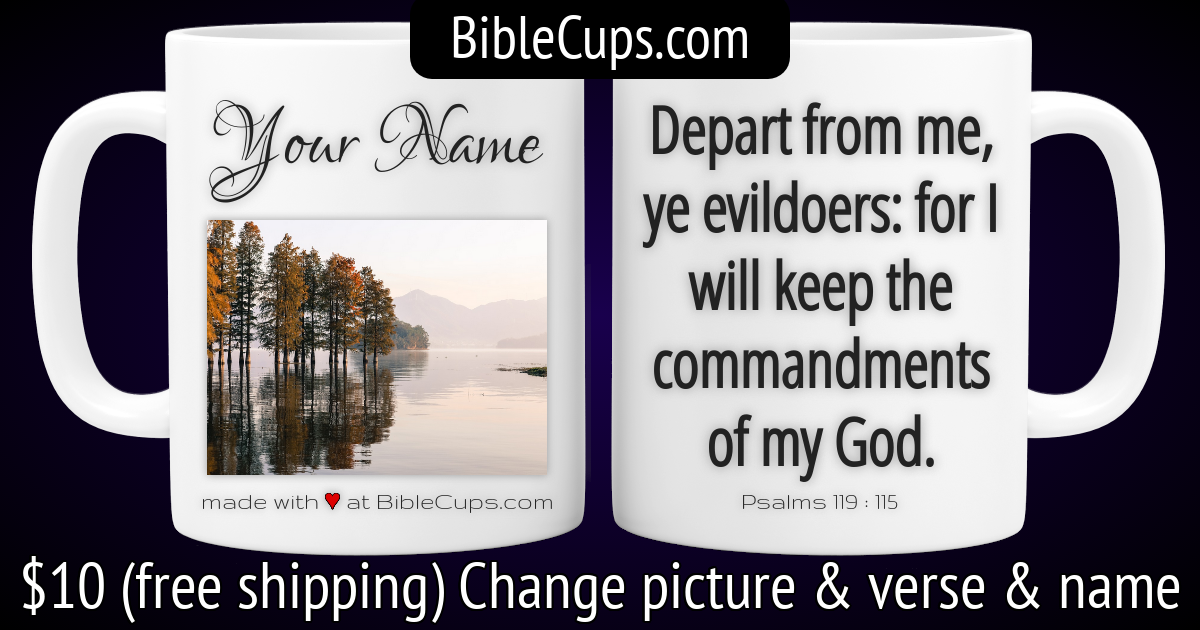 BibleCups.com
Your Name
made with ♥ at BibleCups.com
Depart from me,
ye evildoers: for I
will keep the
commandments
of my God.
Psalms 119 : 115
$10 (free shipping) Change picture & verse & name